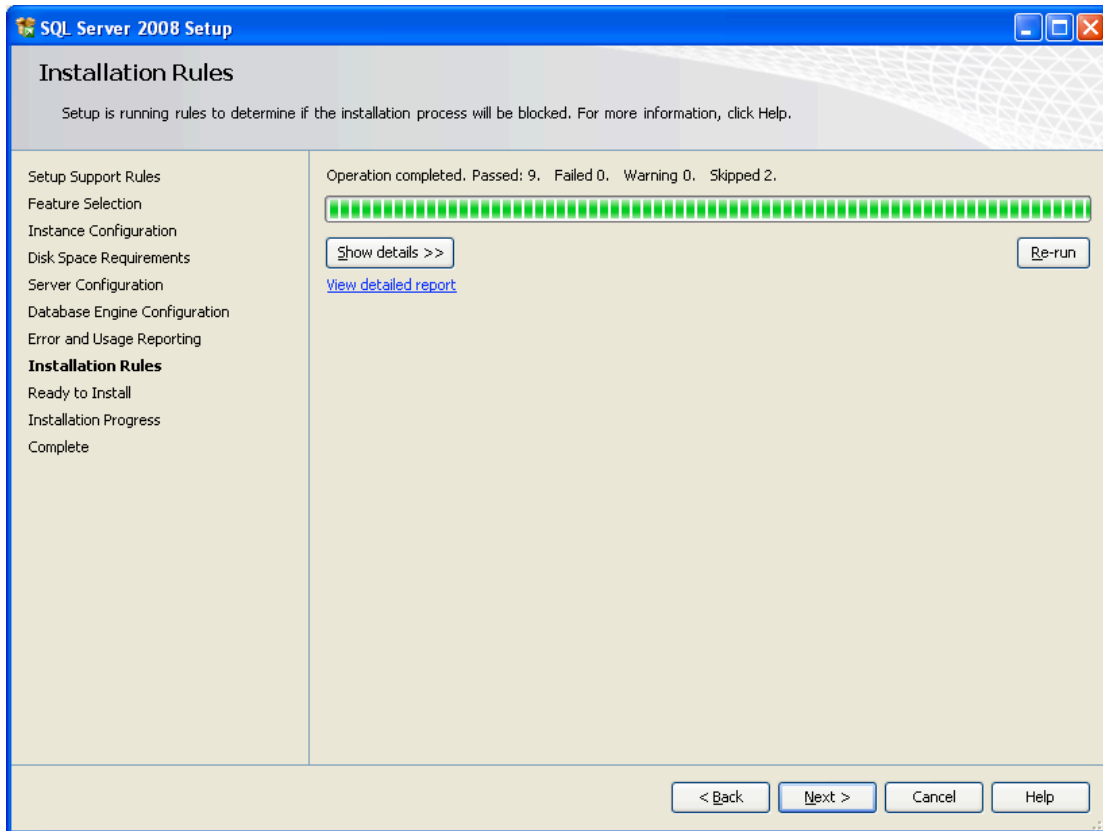 SQL Server 2008 Setup
Installation Rules
Setup is running rules to determine if the installation process will be blocked. For more information, click Help.
Setup Support Rules
Feature Selection
Instance Configuration
Disk Space Requirements
Server Configuration
Database Engine Configuration
Error and Usage Reporting
Installation Rules
Ready to Install
Installation Progress
Complete
Operation completed. Passed: 9. Failed 0. Warning 0. Skipped 2.
Show details >>
Re-run
View detailed report
< Back
Next >
Cancel
Help